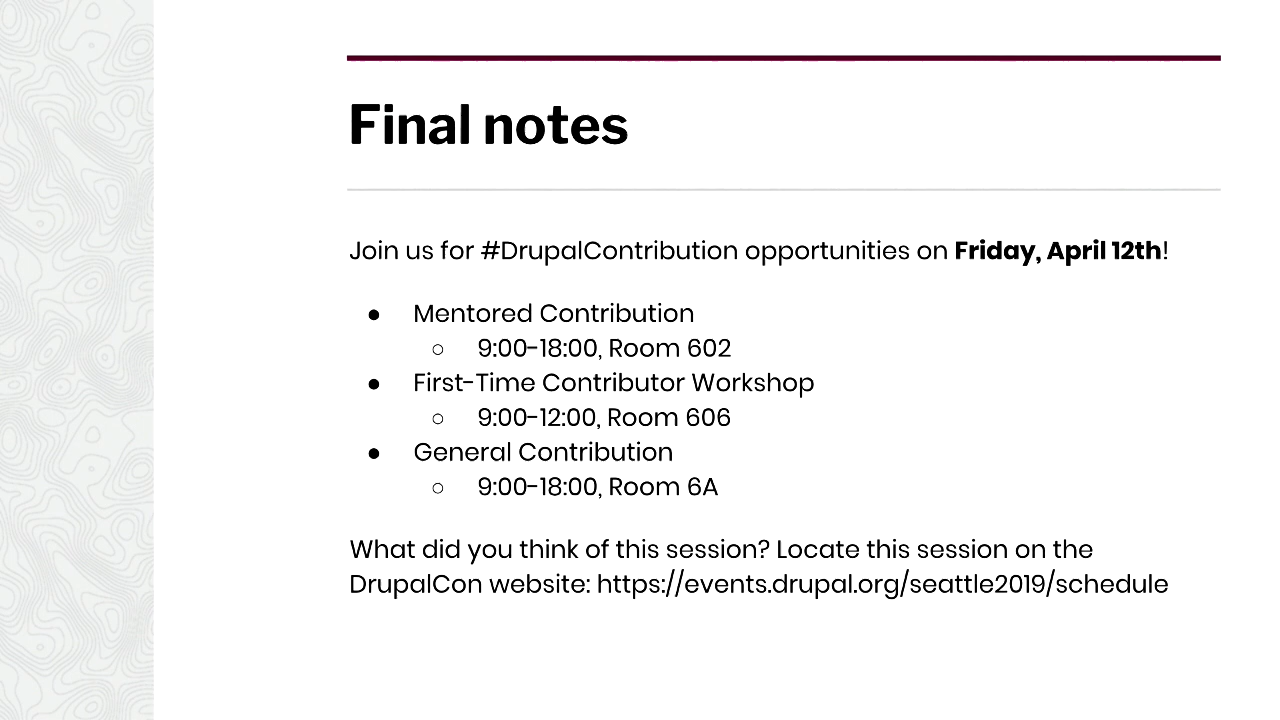 Final notes
Join us for #DrupalContribution opportunities on Friday, April 12th!
● Mentored Contribution
○ 9:00-18:00, Room 602
● First-Time Contributor Workshop
○ 9:00-12:00, Room 606
● General Contribution
○ 9:00-18:00, Room 6A
What did you think of this session? Locate this session on the
DrupalCon website: https://events.drupal.org/seattle2019/schedule